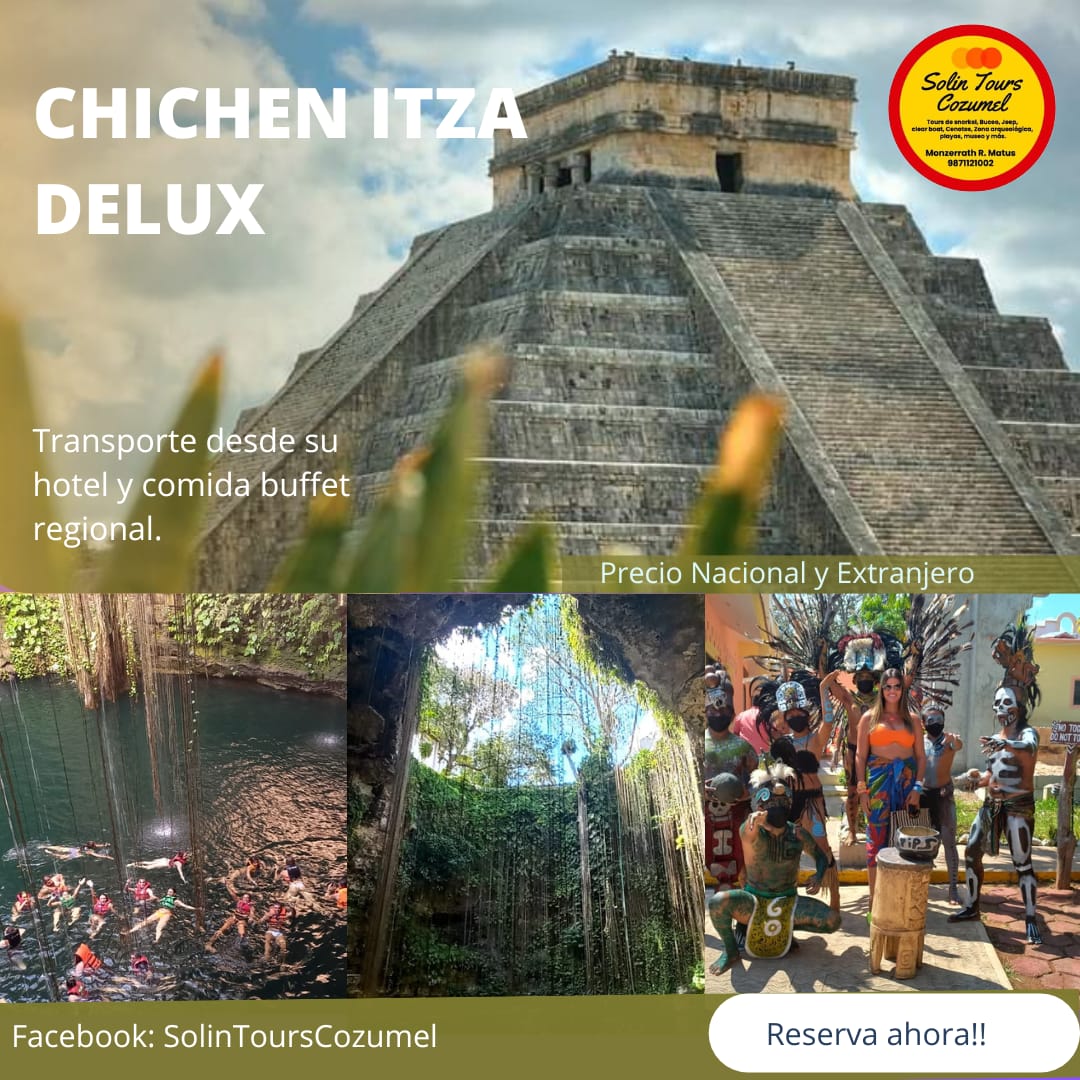 CHICHEN ITZA
DELUX
Solin Tours
Cozumel
Tours de snorkel, Buceo, Jeep,
clear boat, Cenotes, Zona arqueológica,
playas, museo y más.
Monzerrath R. Matus
9871121002
Transporte desde su
hotel y comida buffet
regional.
Precio Nacional y Extranjero
TIPS
Facebook: SolinToursCozumel
Reserva ahora!!